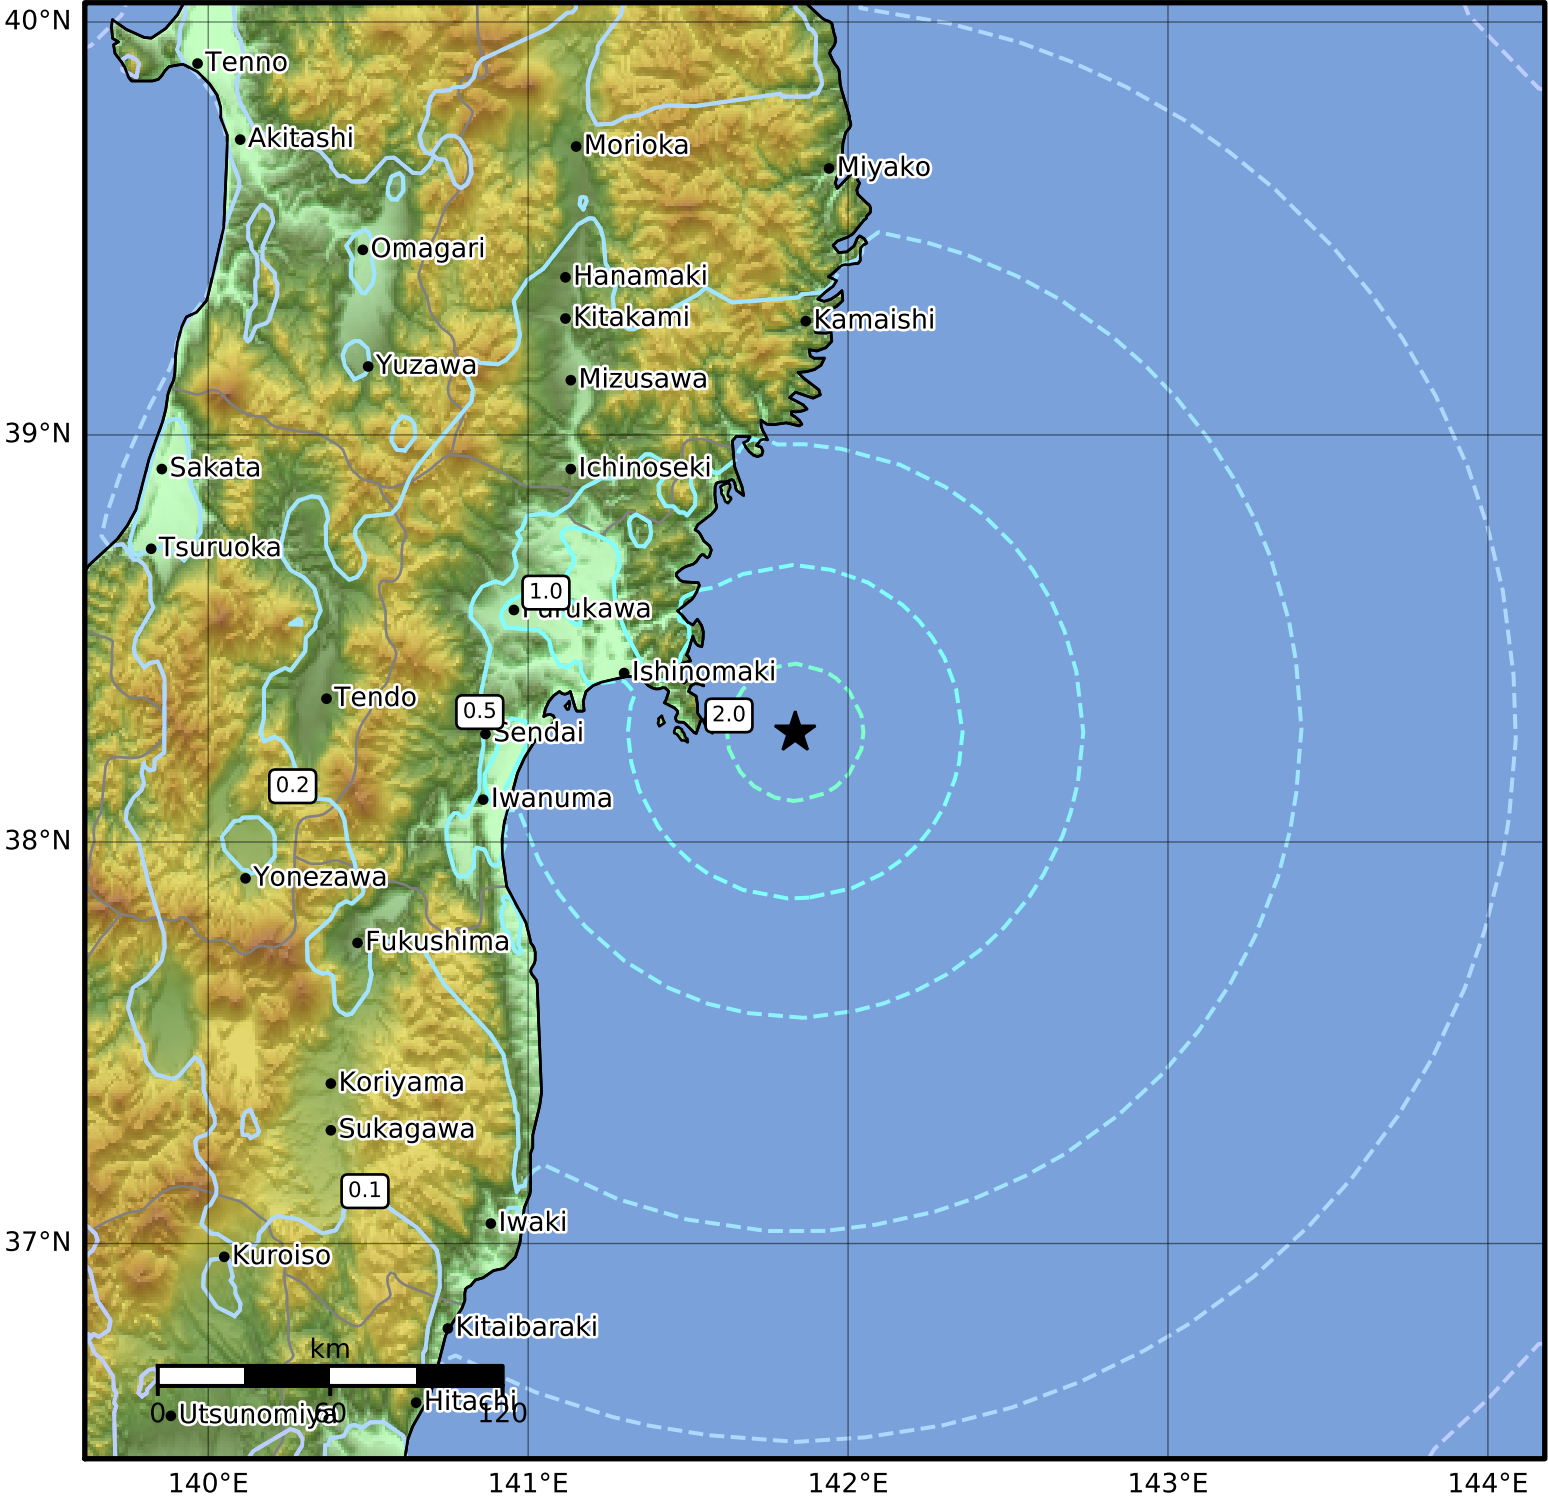 40°N
Tenno
Akitashi
Morioka
Miyako
Omagari
Hanamaki
Kitakami
Kamaishi
Yuzawa
Mizusawa
39°N
Sakata
Ichinoseki
Tsuruoka
1.0
Furukawa
Ishinomaki
Tendo
0.5
2.0
Sendai
0.2
Iwanuma
38°N
Yonezawa
Fukushima
Koriyama
Sukagawa
0.1
Iwaki
37°N
Kuroiso
Kitaibaraki
km
Hitachi
0 60 120
Utsunomiya
140°E 141°E 142°E 143°E 144°E